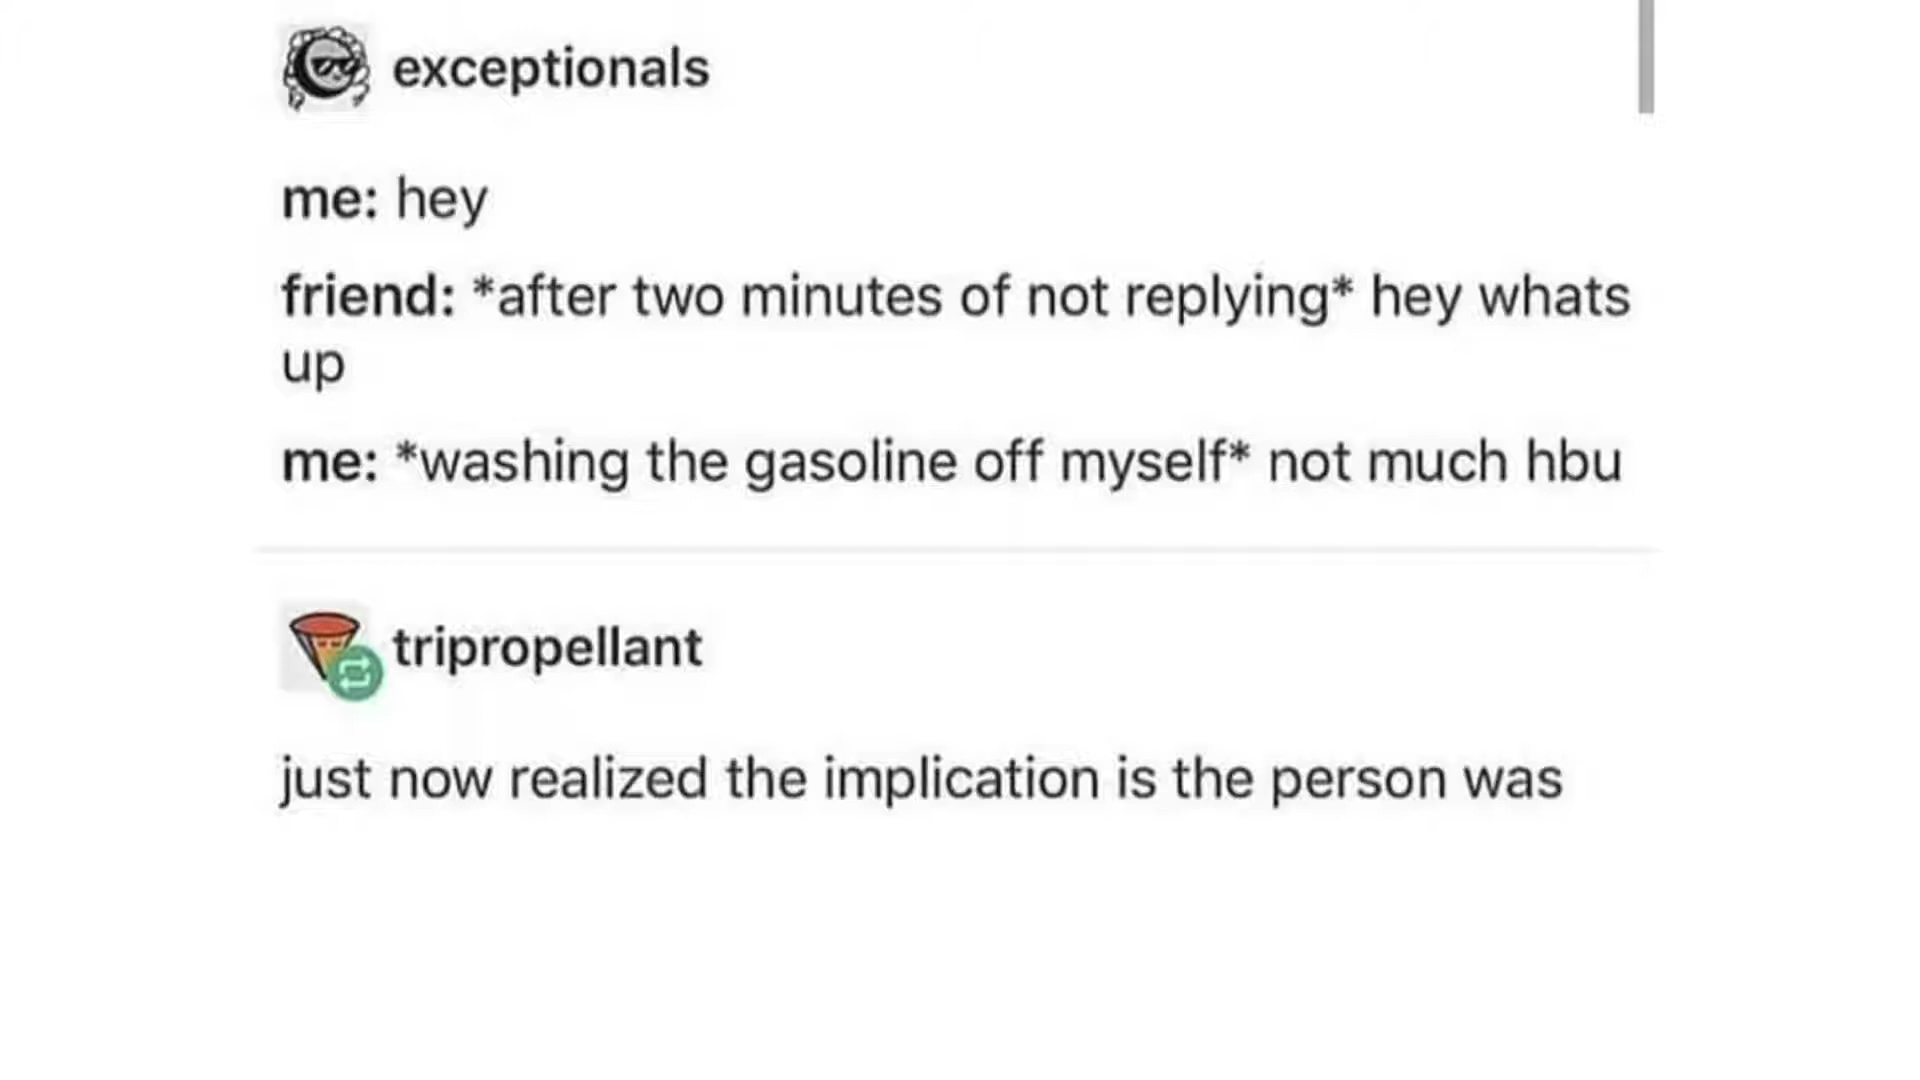 exceptionals
me: hey
friend: *after two minutes of not replying* hey whats
up
me: *washing the gasoline off myself* not much hbu
tripropellant
just now realized the implication is the person was